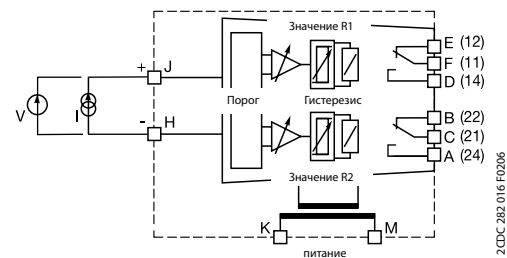 Значение R1
E (12)
F (11)
D (14)
+ J
V
I
Порог
Гистерезис
- H
B (22)
C (21)
A (24)
Значение R2
K
M
питание
2CDC 282 016 F0206